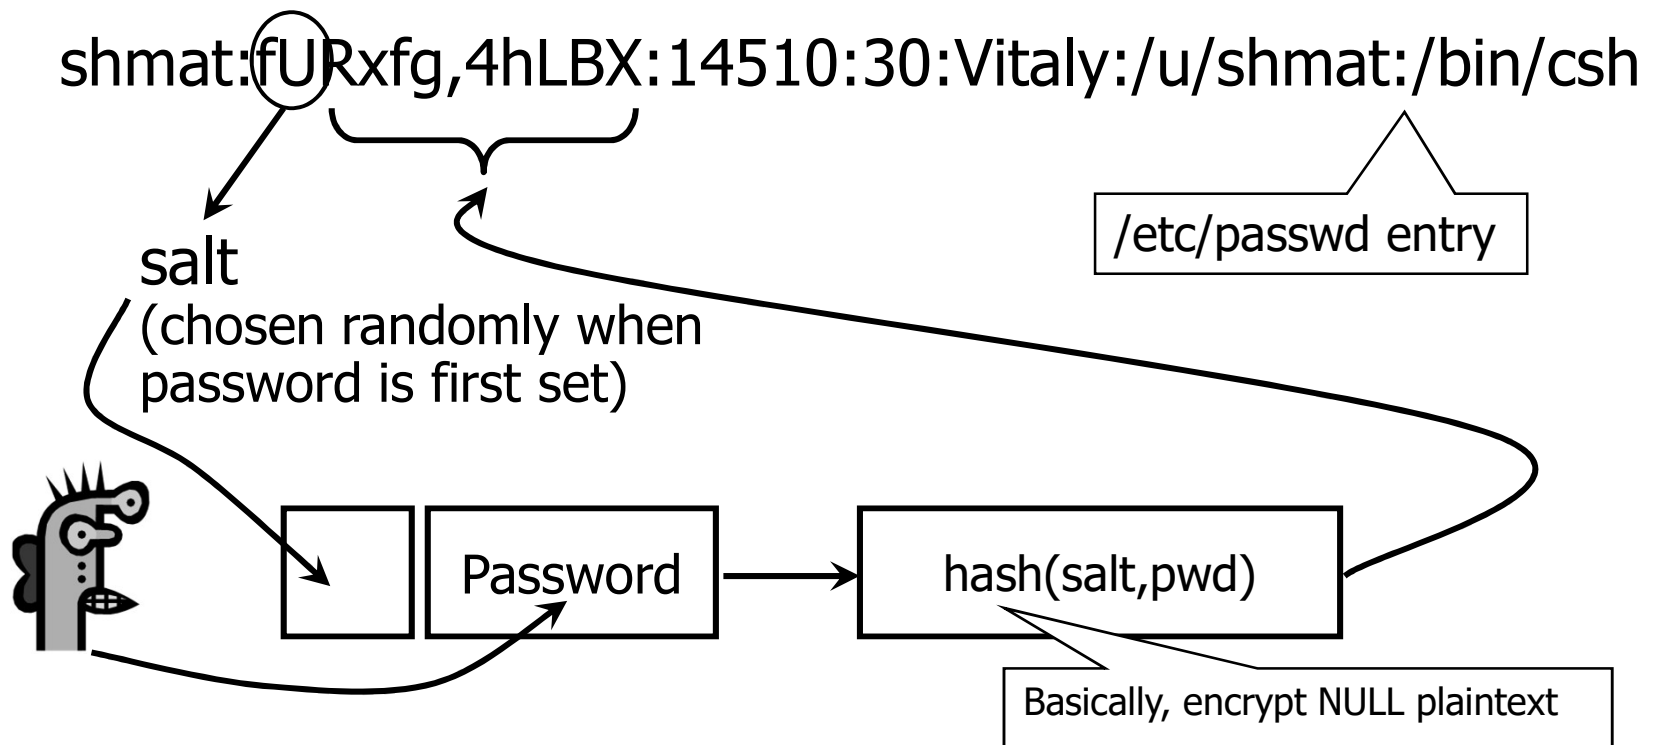 shmat:fURxfg,4hLBX:14510:30:Vitaly:/u/shmat:/bin/csh
/etc/passwd entry
salt
(chosen randomly when
password is first set)
Password
hash(salt,pwd)
Basically, encrypt NULL plaintext